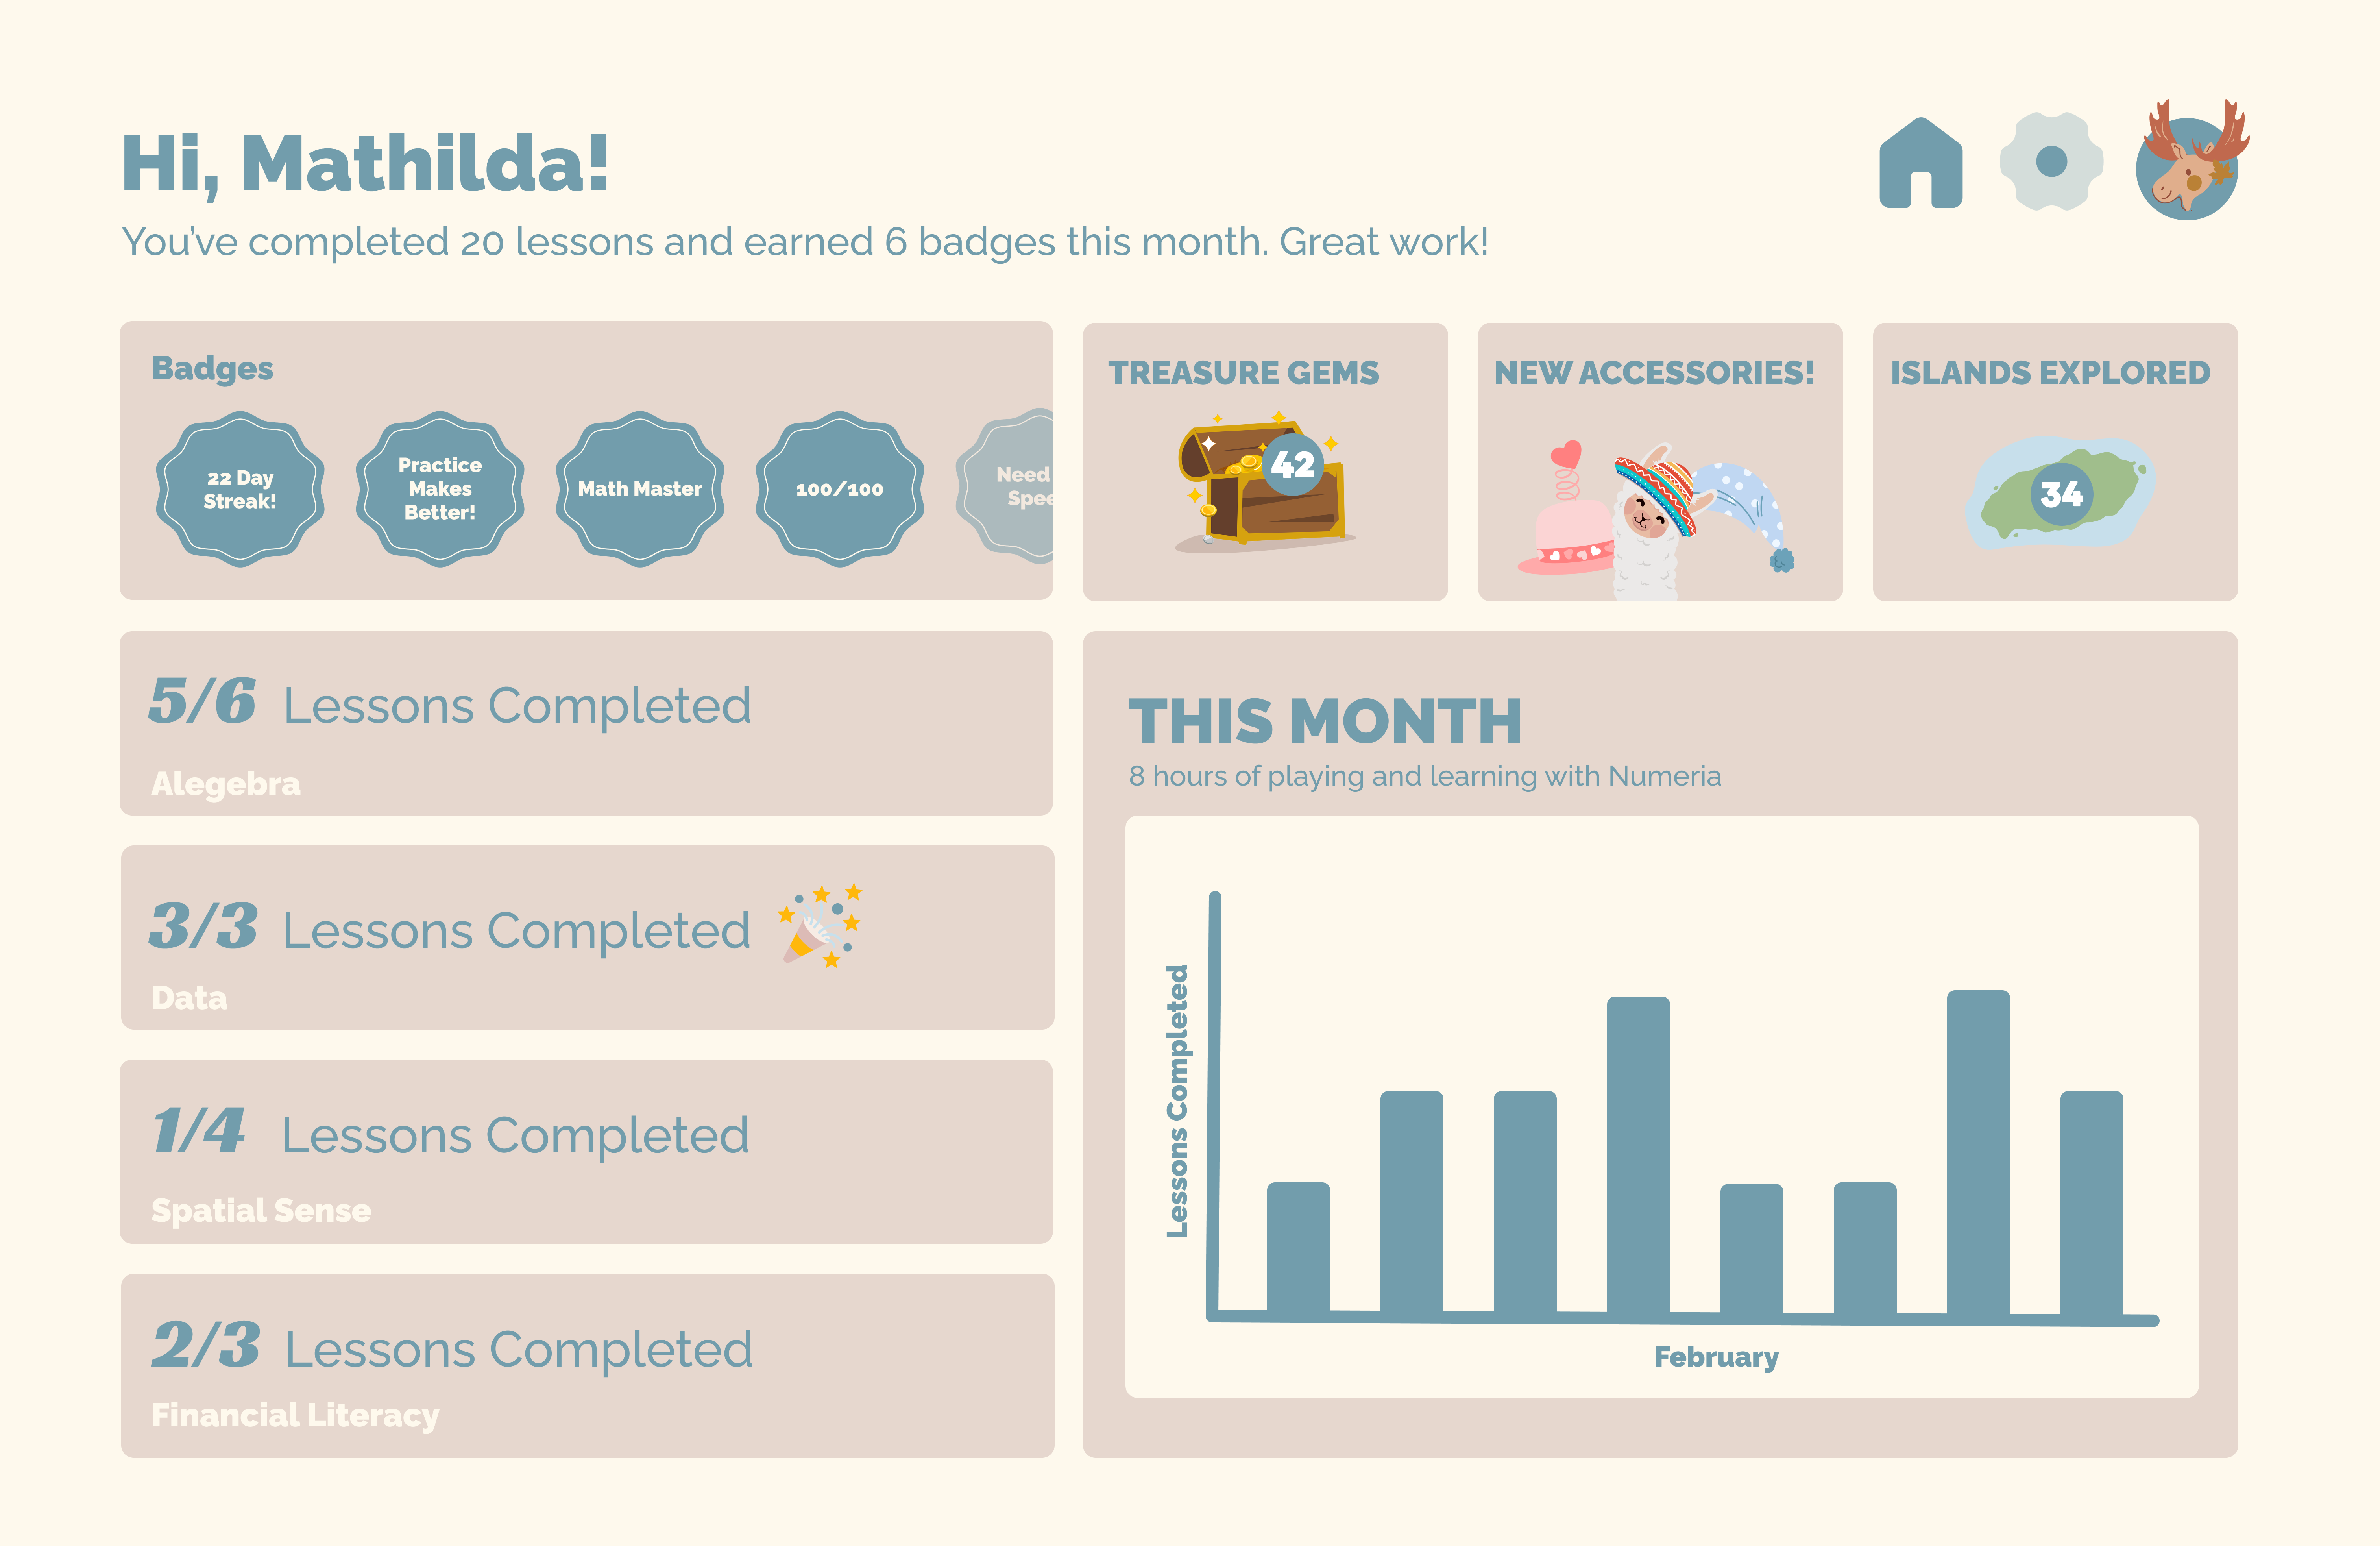 Hi, Mathilda!
You've completed 20 lessons and earned 6 badges this month. Great work!
Badges
22 Day
Streak!
Practice
Makes
Better!
Math Master
100/100
Need
TREASURE GEMS
42
NEW ACCESSORIES!
ISLANDS EXPLORED
34
5/6 Lessons Completed
Alegebra
3/3 Lessons Completed
Data
1/4 Lessons Completed
Spatial Sense
2/3 Lessons Completed
Financial Literacy
THIS MONTH
8 hours of playing and learning with Numeria
Lessons Completed
February